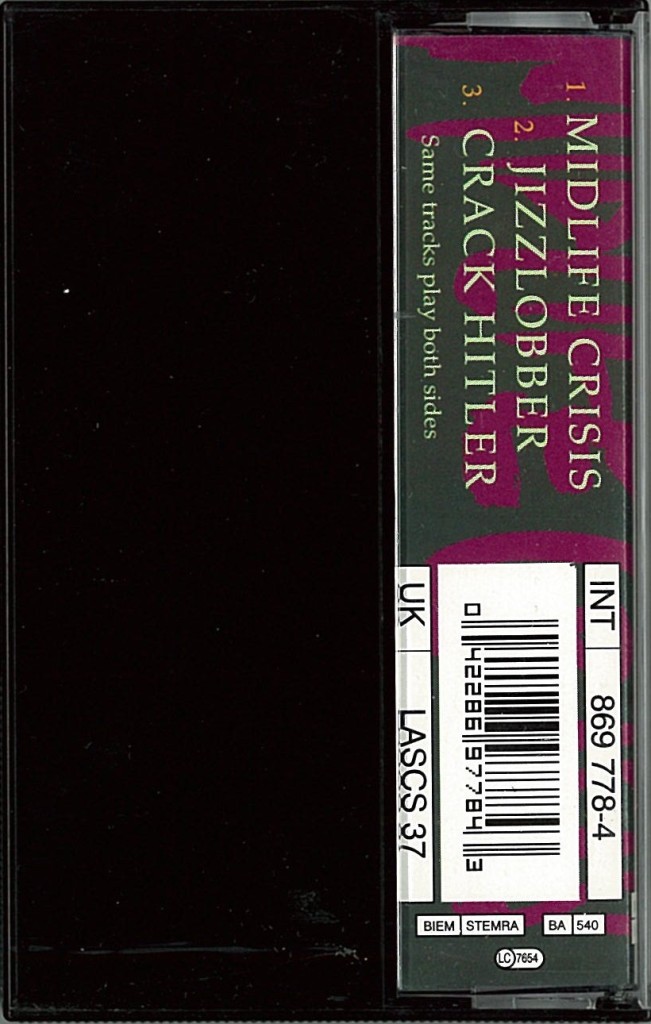 1. MIDLIFE CRISIS
2. JIZZLOBBER
3. CRACK HITLER
Same tracks play both sides
INT 869 778-4
0 42286 97784 3
UK LASCS 37
BIEM STEMRA BA 540
LC 7654